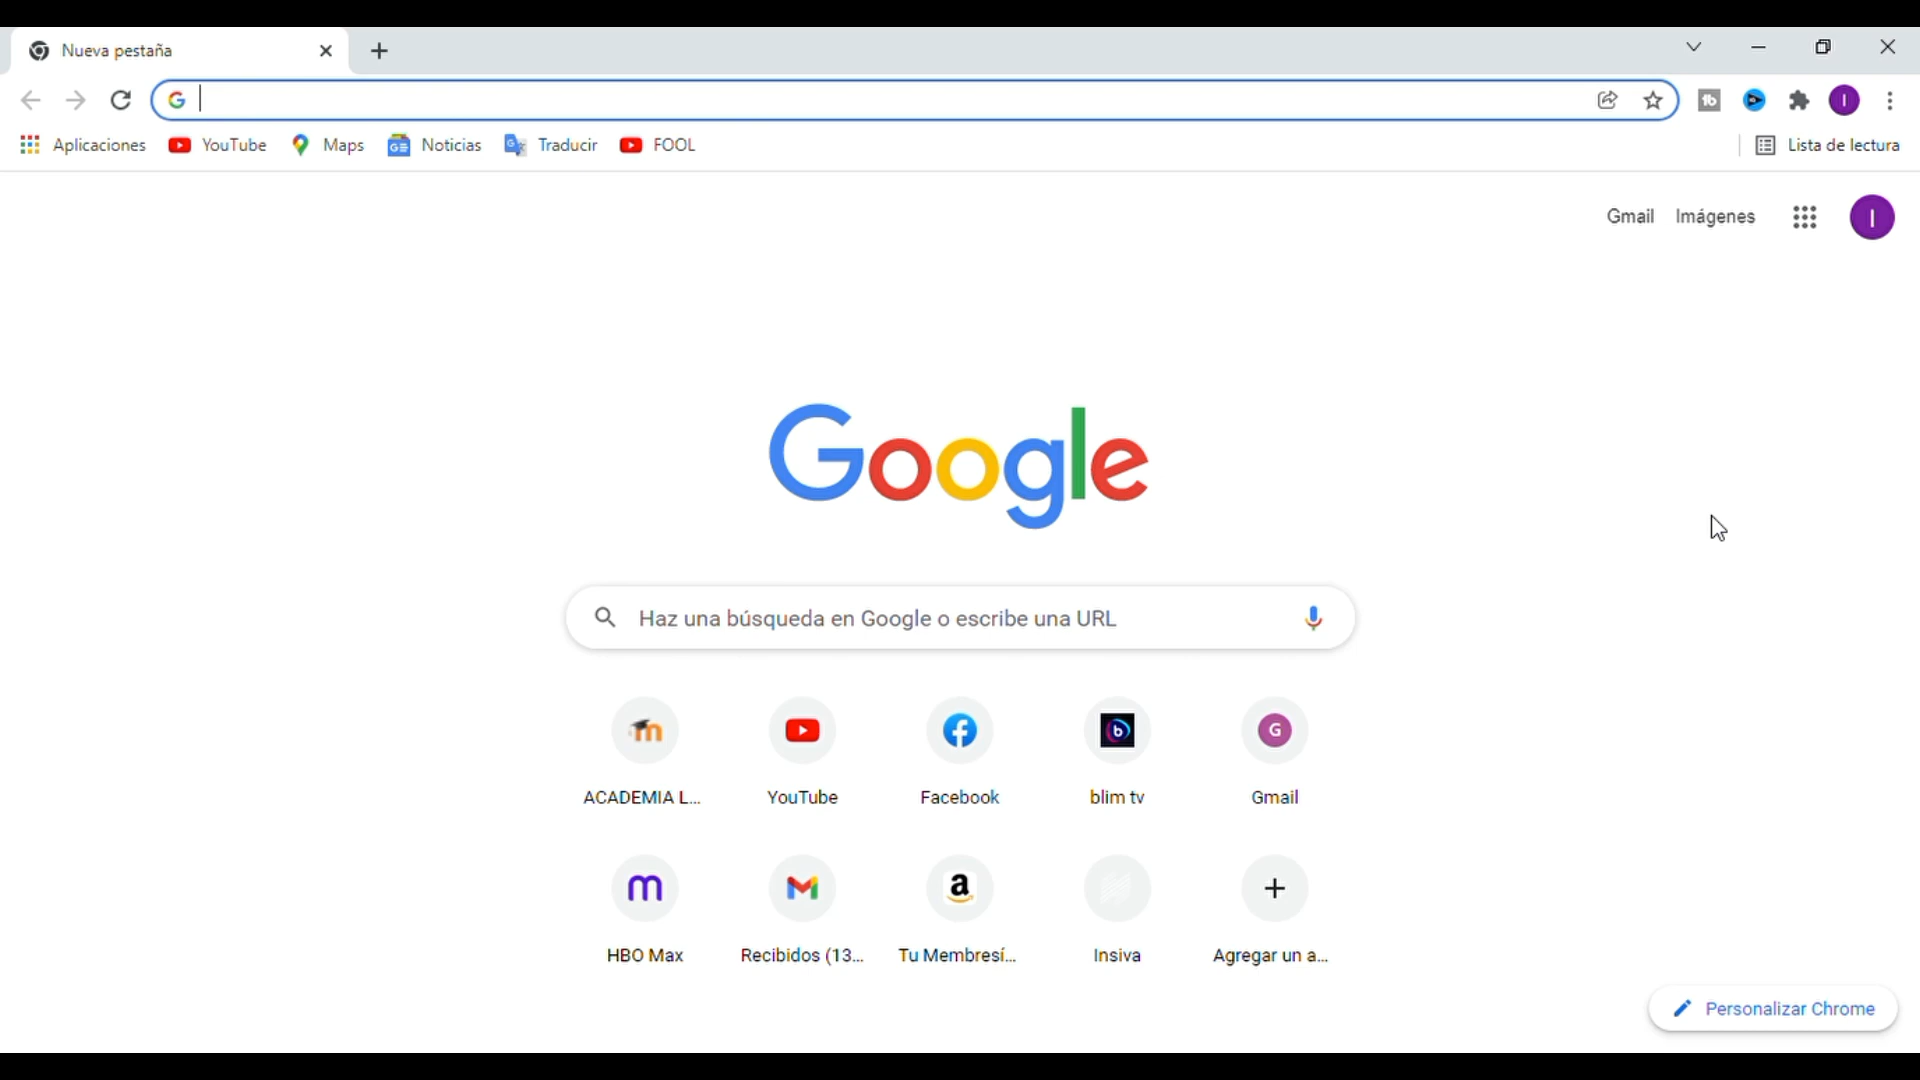 Nueva pestaña
Aplicaciones YouTube Maps Noticias Traducir FOOL Lista de lectura
Gmail Imágenes
Google
Haz una búsqueda en Google o escribe una URL
ACADEMIA L... YouTube Facebook blim tv Gmail
HBO Max Recibidos (13... Tu Membresí... Insiva Agregar un a...
Personalizar Chrome